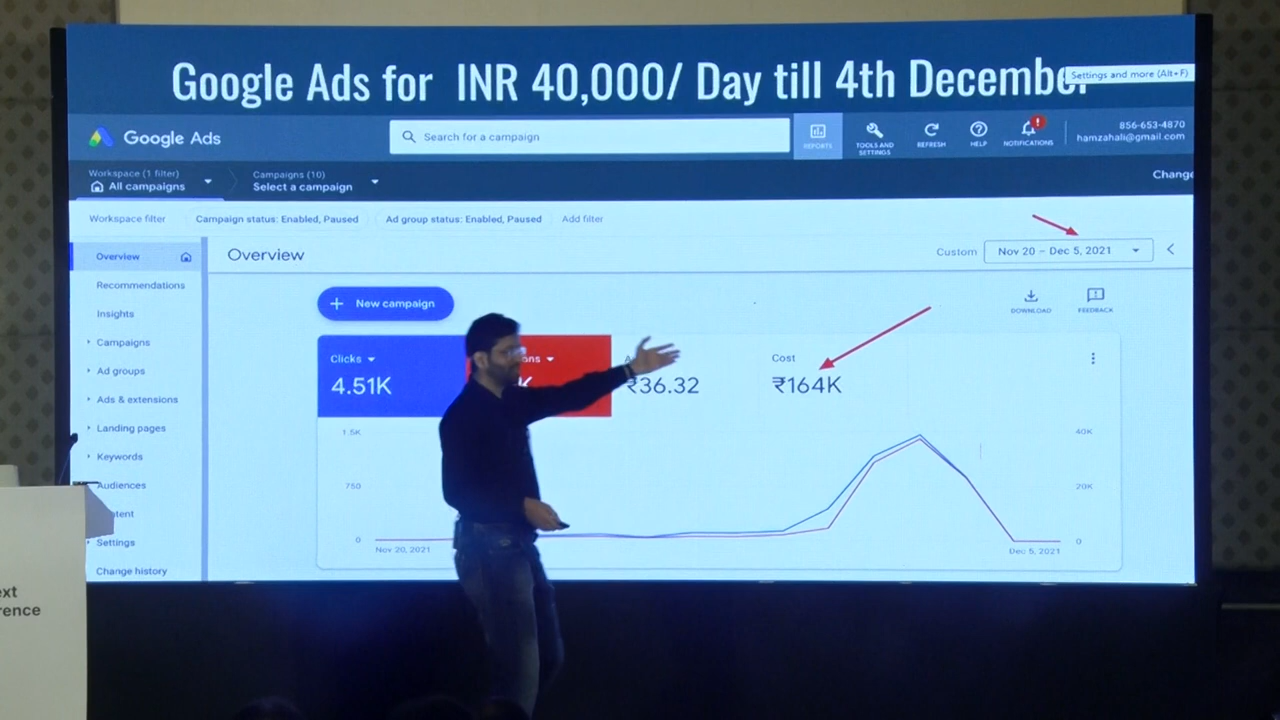 Google Ads for INR 40,000/ Day till 4th December
Settings and more (Alt+F)
Google Ads
Search for a campaign
REPORTS
TOOLS AND
SETTINGS
REFRESH
HELP
NOTIFICATIONS
856-653-4870
hamzahali@gmail.com
Workspace (1 filter)
All campaigns
Campaigns (10)
Select a campaign
Workspace filter
Campaign status: Enabled, Paused
Ad group status: Enabled, Paused
Add filter
Overview
Recommendations
Insights
Campaigns
Ad groups
Ads & extensions
Landing pages
Keywords
Audiences
Settings
Change history
Overview
Custom
Nov 20 – Dec 5, 2021
+ New campaign
DOWNLOAD
FEEDBACK
Clicks
4.51K
₹36.32
Cost
₹164K
1.5K
750
0
40K
20K
0
Nov 20, 2021
Dec 5, 2021